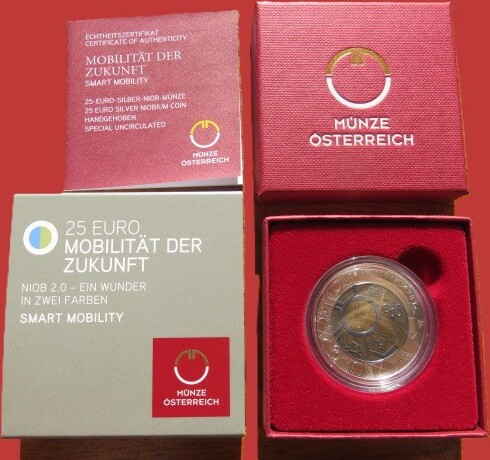 ECHTHEITSZERTIFIKAT
CERTIFICATE OF AUTHENTICITY
MOBILITÄT DER
ZUKUNFT
SMART MOBILITY
25-EURO-SILBER-NIOB-MÜNZE
25 EURO SILVER NIOBIUM COIN
HANDGEHOBEN
SPECIAL UNCIRCULATED
MÜNZE
ÖSTERREICH
MÜNZE
ÖSTERREICH
25 EURO
MOBILITÄT DER
ZUKUNFT
NIOB 2.0 – EIN WUNDER
IN ZWEI FARBEN
SMART MOBILITY
MÜNZE
ÖSTERREICH